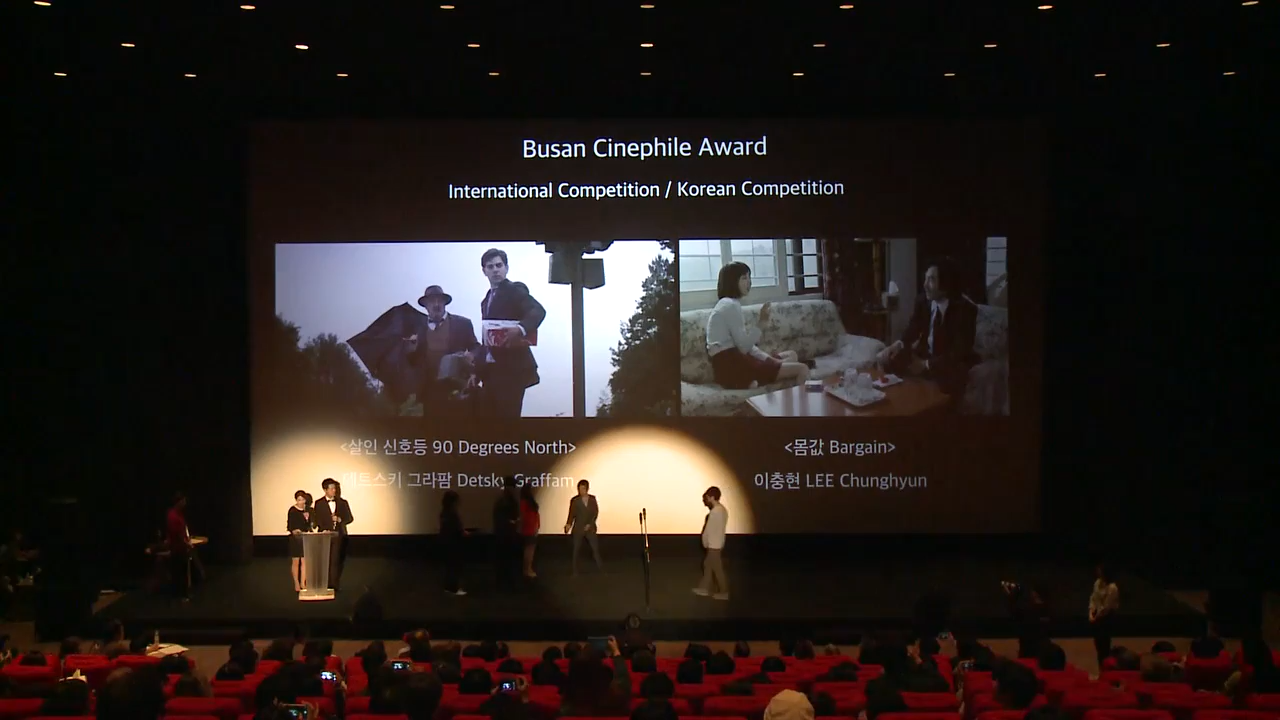 Busan Cinephile Award
International Competition / Korean Competition
<살인 신호등 90 Degrees North>
데트스키 그라팜 Detsky Graffam
<몸값 Bargain>
이충현 LEE Chunghyun